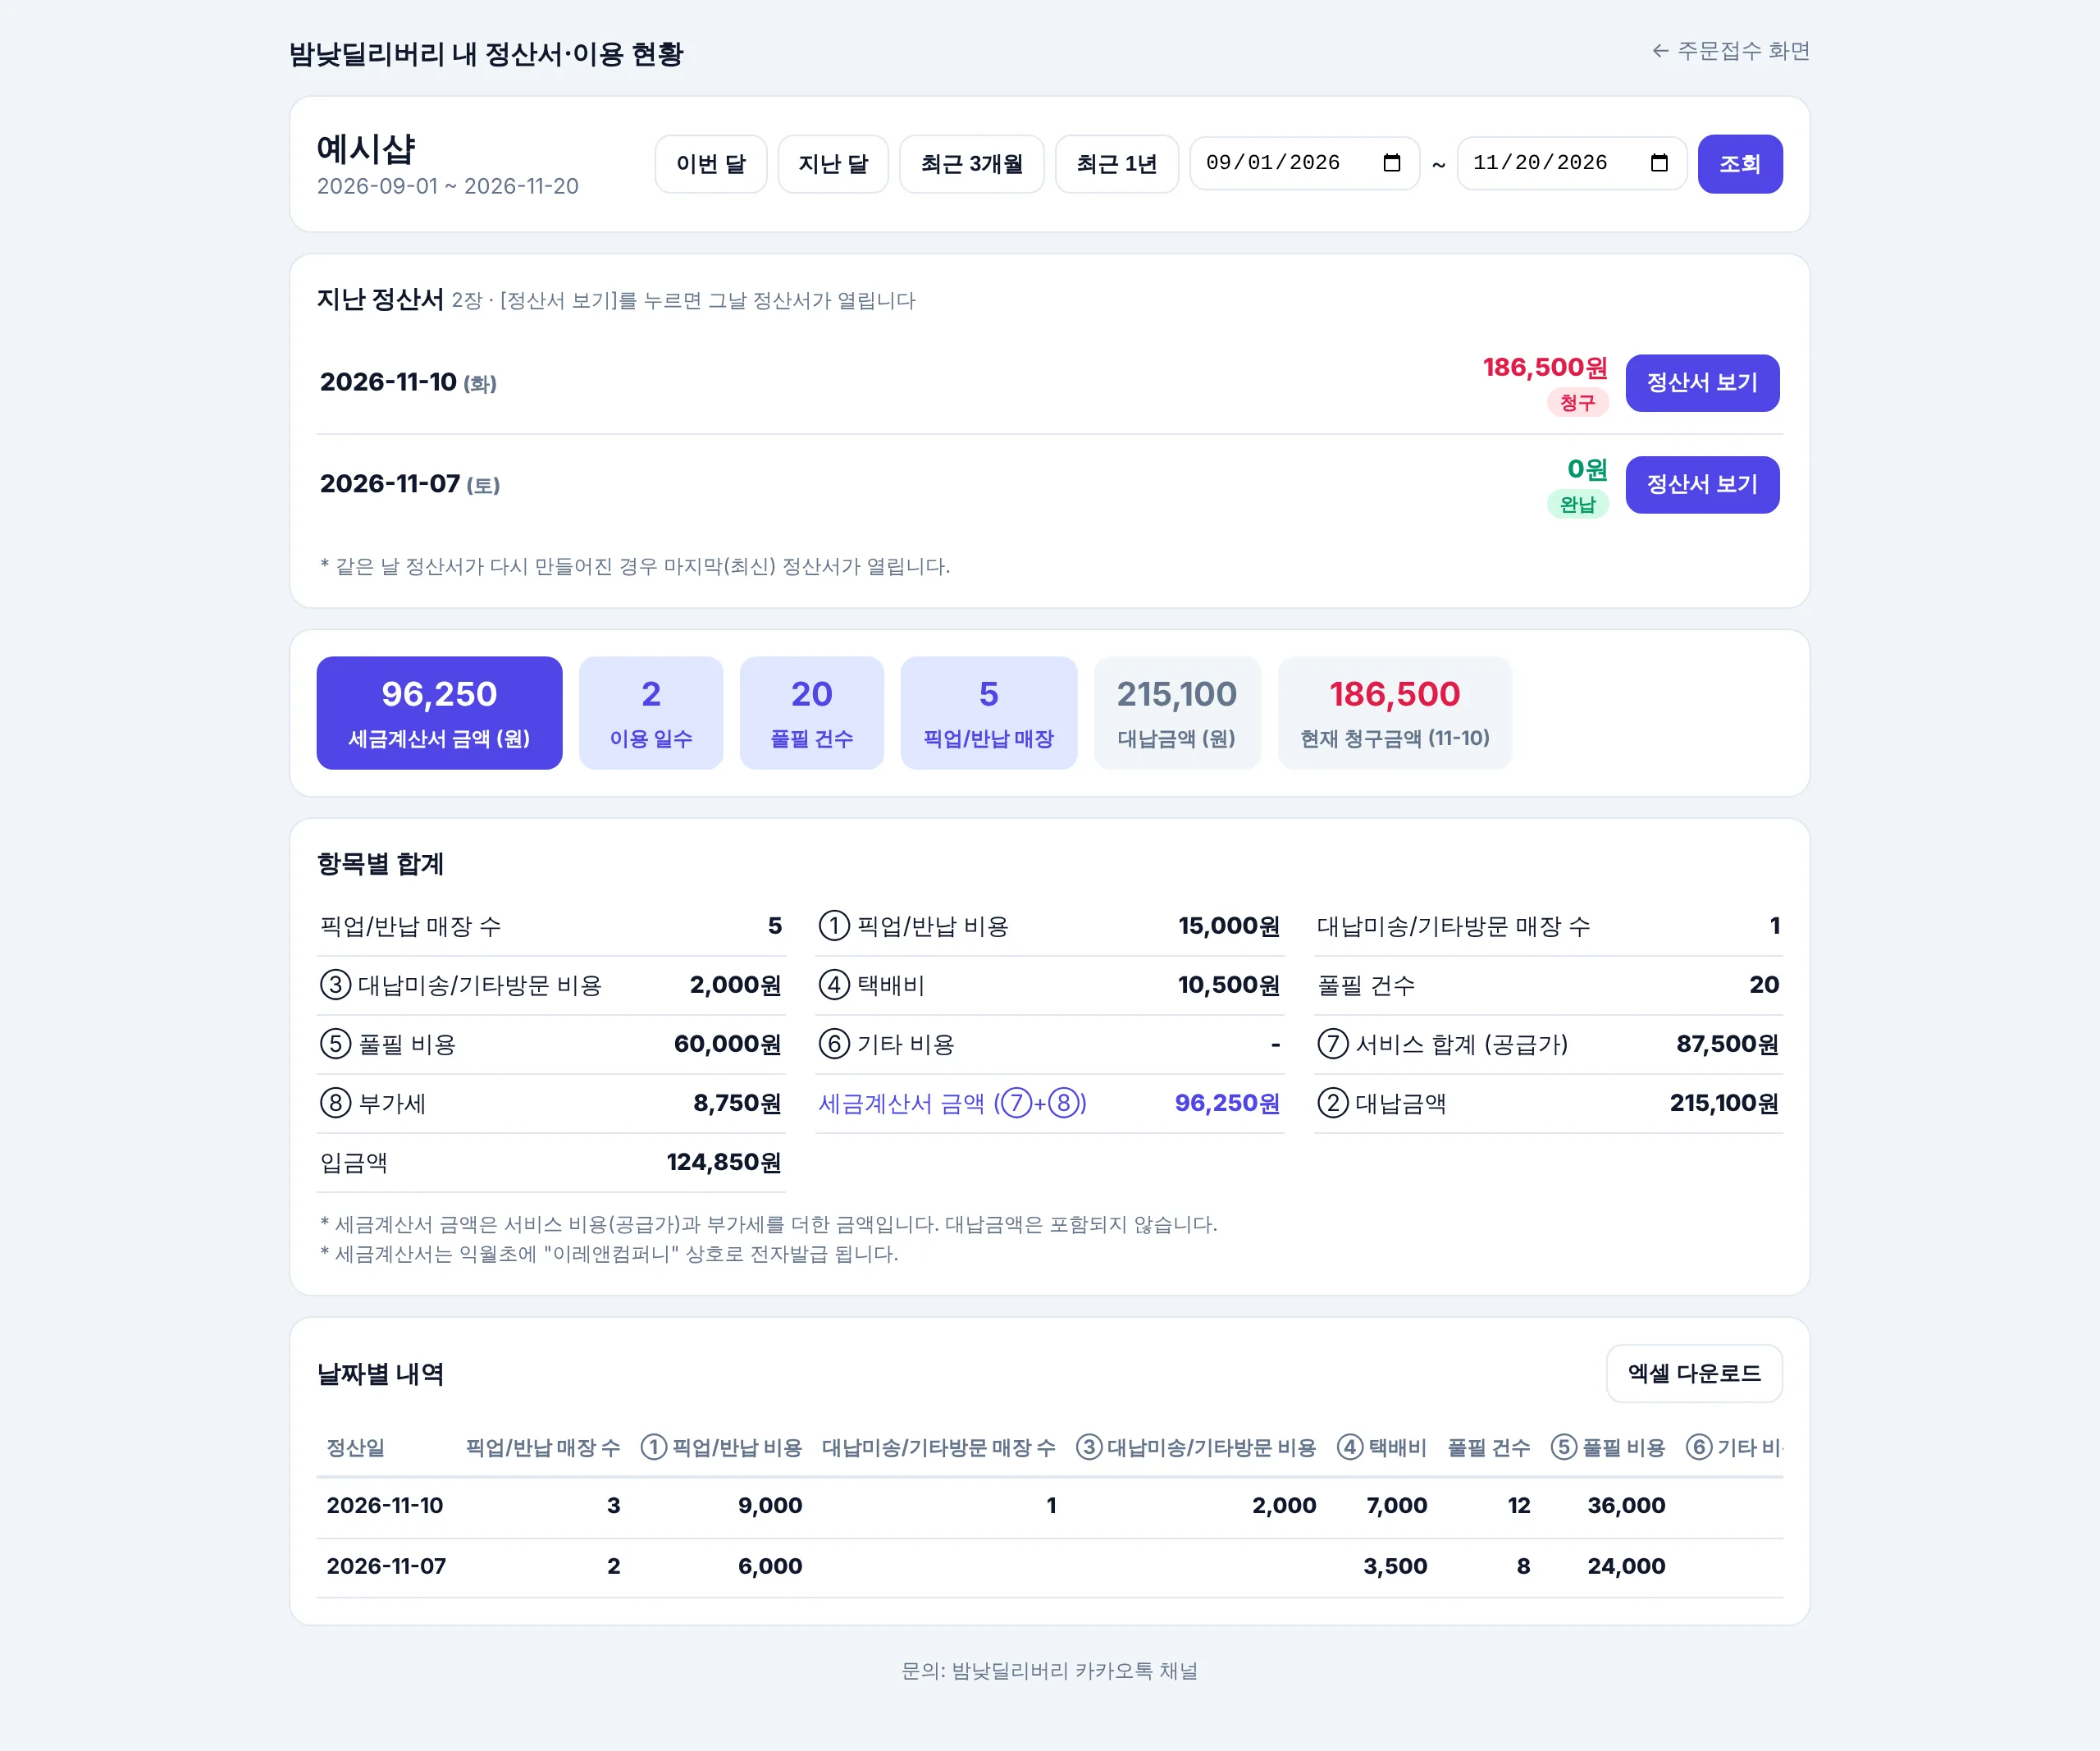 밤낮딜리버리 내 정산서·이용 현황
← 주문접수 화면
예시샵
2026-09-01 ~ 2026-11-20
이번 달
지난 달
최근 3개월
최근 1년
09/01/2026 ~ 11/20/2026
조회
지난 정산서 2장 · [정산서 보기]를 누르면 그날 정산서가 열립니다
2026-11-10 (화)
186,500원
청구
정산서 보기
2026-11-07 (토)
0원
완납
정산서 보기
* 같은 날 정산서가 다시 만들어진 경우 마지막(최신) 정산서가 열립니다.
96,250
세금계산서 금액 (원)
2
이용 일수
20
풀필 건수
5
픽업/반납 매장
215,100
대납금액 (원)
186,500
현재 청구금액 (11-10)
항목별 합계
픽업/반납 매장 수 5
① 픽업/반납 비용 15,000원
대납미송/기타방문 매장 수 1
③ 대납미송/기타방문 비용 2,000원
④ 택배비 10,500원
풀필 건수 20
⑤ 풀필 비용 60,000원
⑥ 기타 비용 -
⑦ 서비스 합계 (공급가) 87,500원
⑧ 부가세 8,750원
세금계산서 금액 (⑦+⑧) 96,250원
② 대납금액 215,100원
입금액 124,850원
* 세금계산서 금액은 서비스 비용(공급가)과 부가세를 더한 금액입니다. 대납금액은 포함되지 않습니다.
* 세금계산서는 익월초에 "이레앤컴퍼니" 상호로 전자발급 됩니다.
날짜별 내역
엑셀 다운로드
정산일 픽업/반납 매장 수 ① 픽업/반납 비용 대납미송/기타방문 매장 수 ③ 대납미송/기타방문 비용 ④ 택배비 풀필 건수 ⑤ 풀필 비용 ⑥ 기타 비
2026-11-10 3 9,000 1 2,000 7,000 12 36,000
2026-11-07 2 6,000 3,500 8 24,000
문의: 밤낮딜리버리 카카오톡 채널